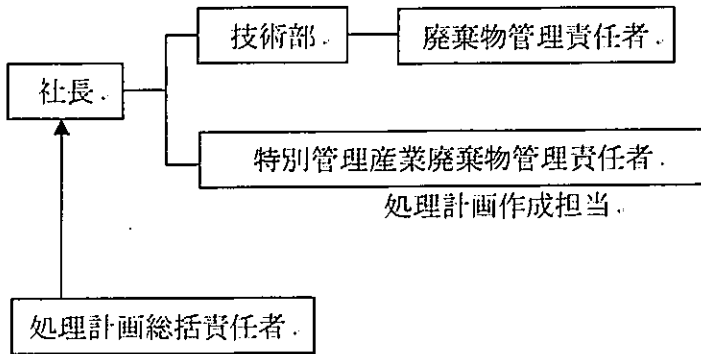 技術部
廃棄物管理責任者
社長
特別管理産業廃棄物管理責任者
処理計画作成担当
処理計画総括責任者